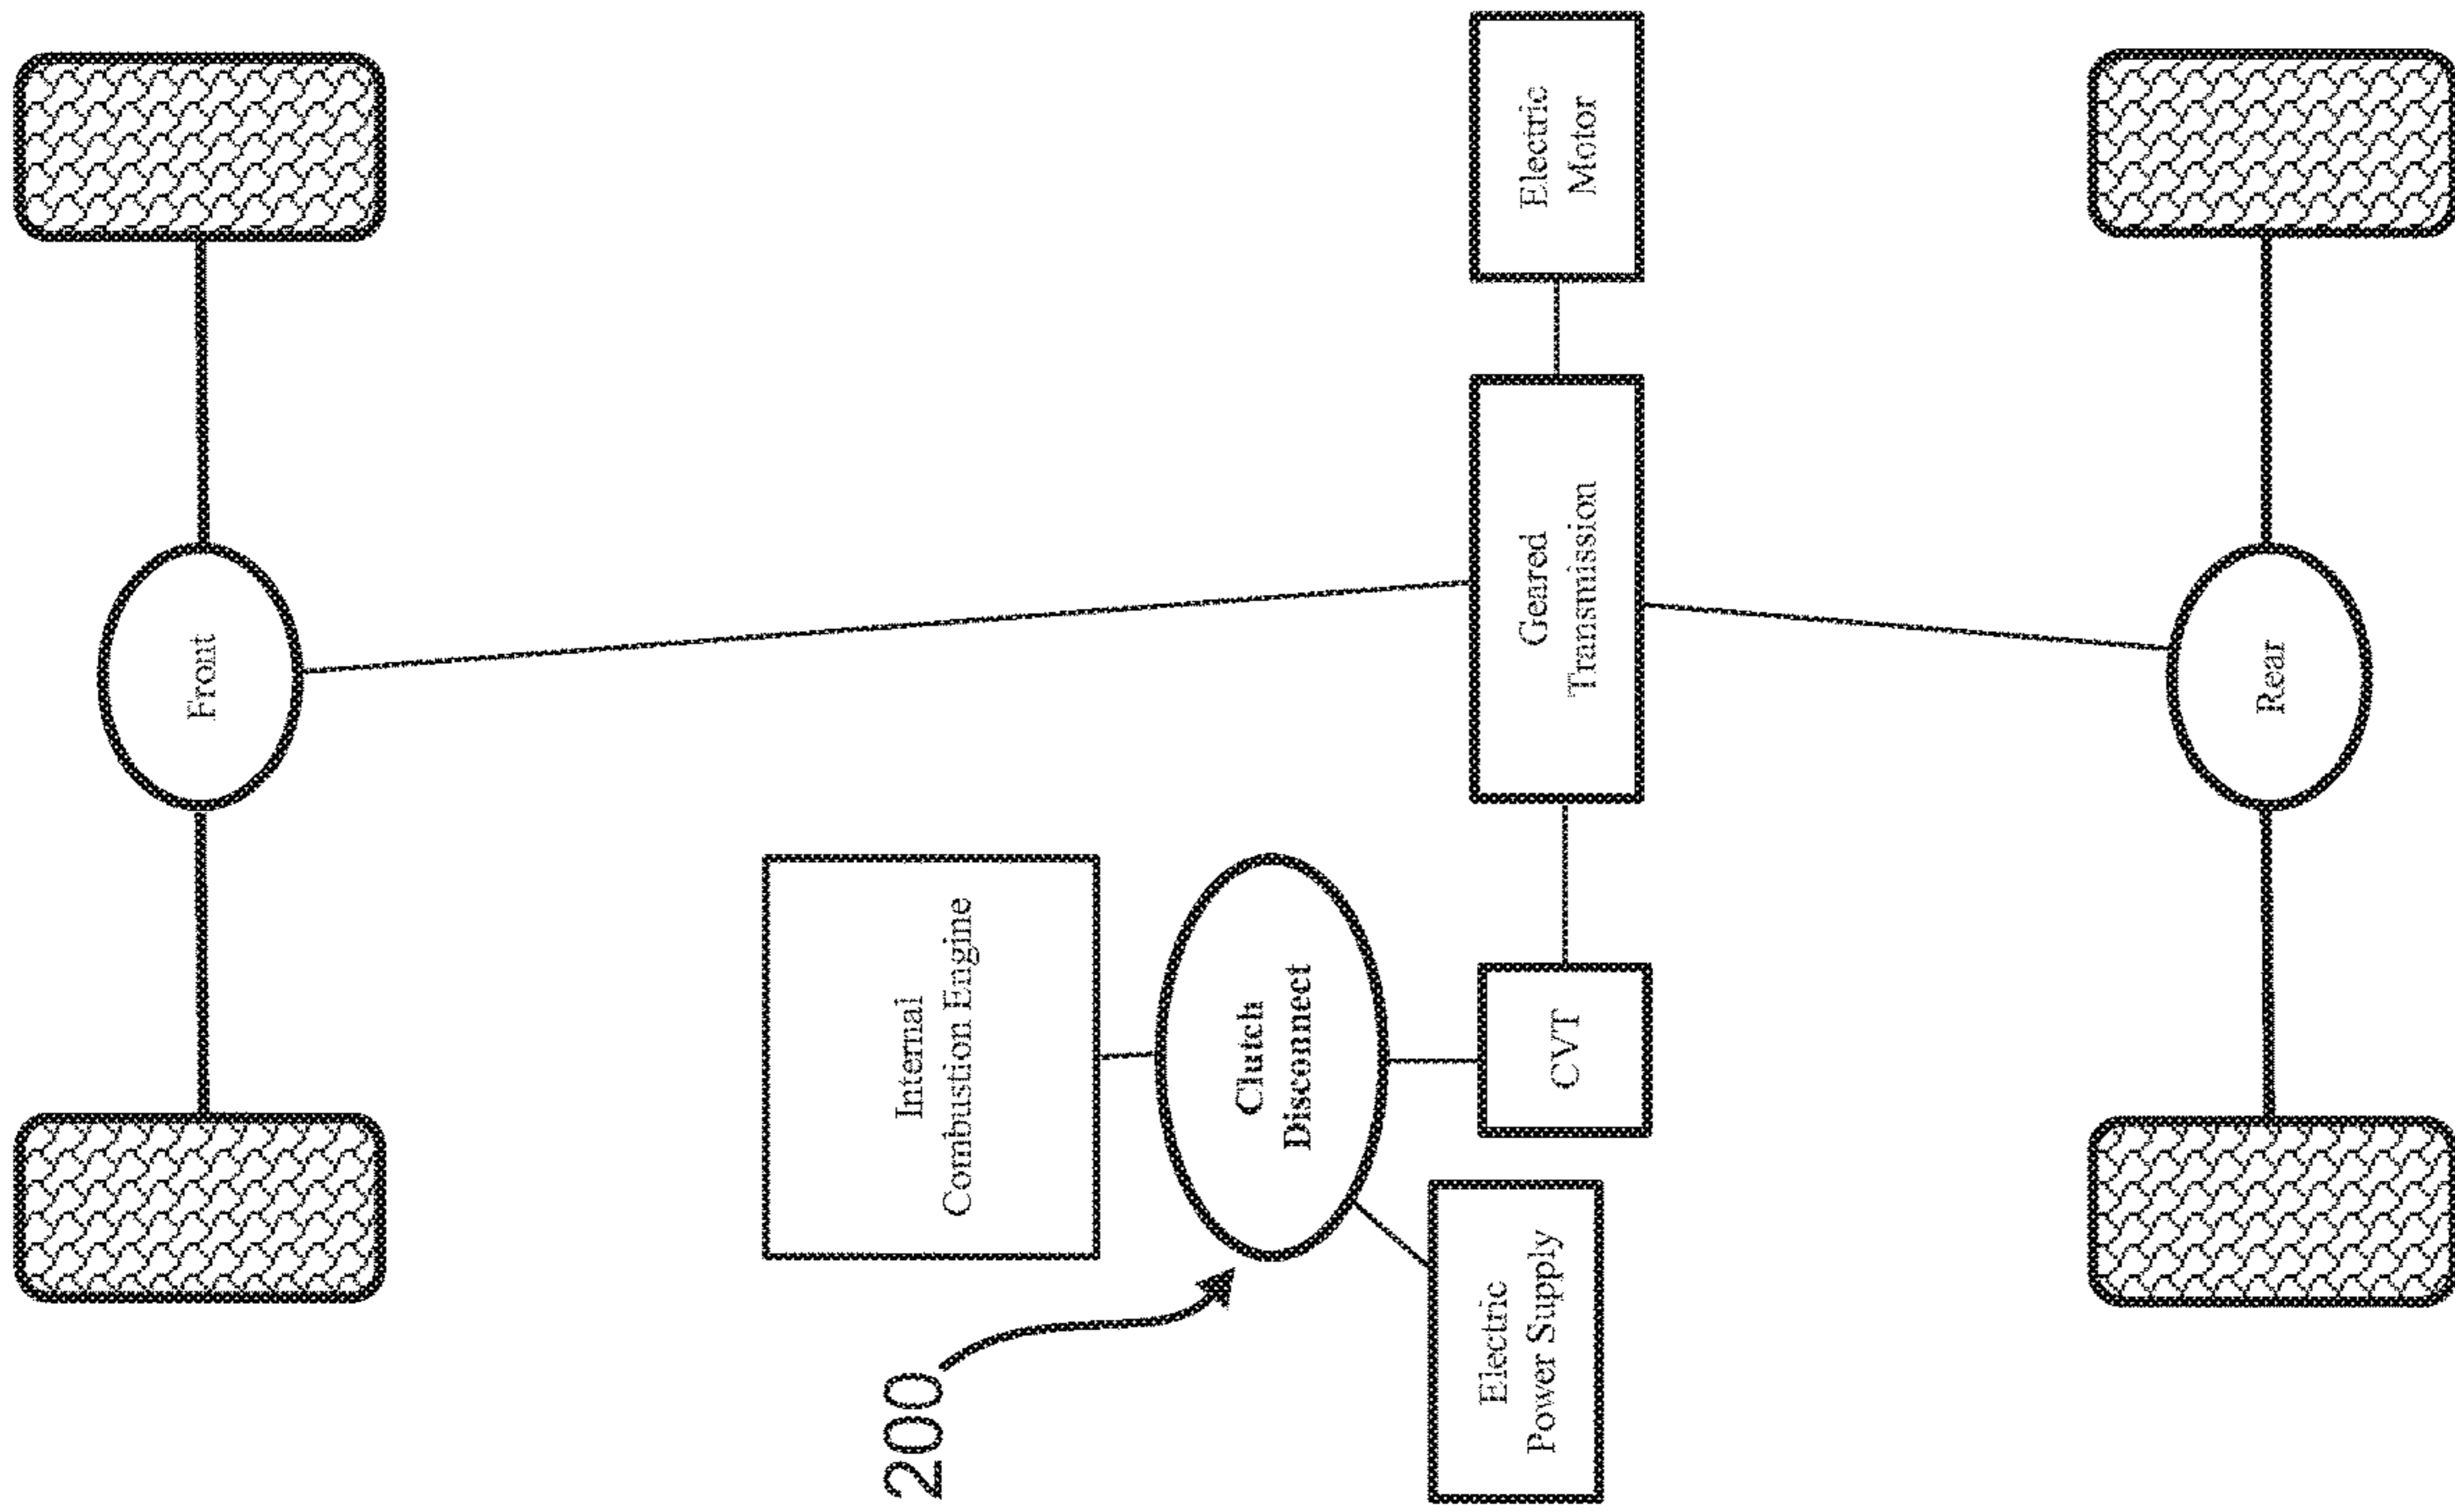 Front
Electric
Motor
Geared
Transmission
Internal
Combustion Engine
Clutch
Disconnect
CVT
Electric
Power Supply
200
Rear